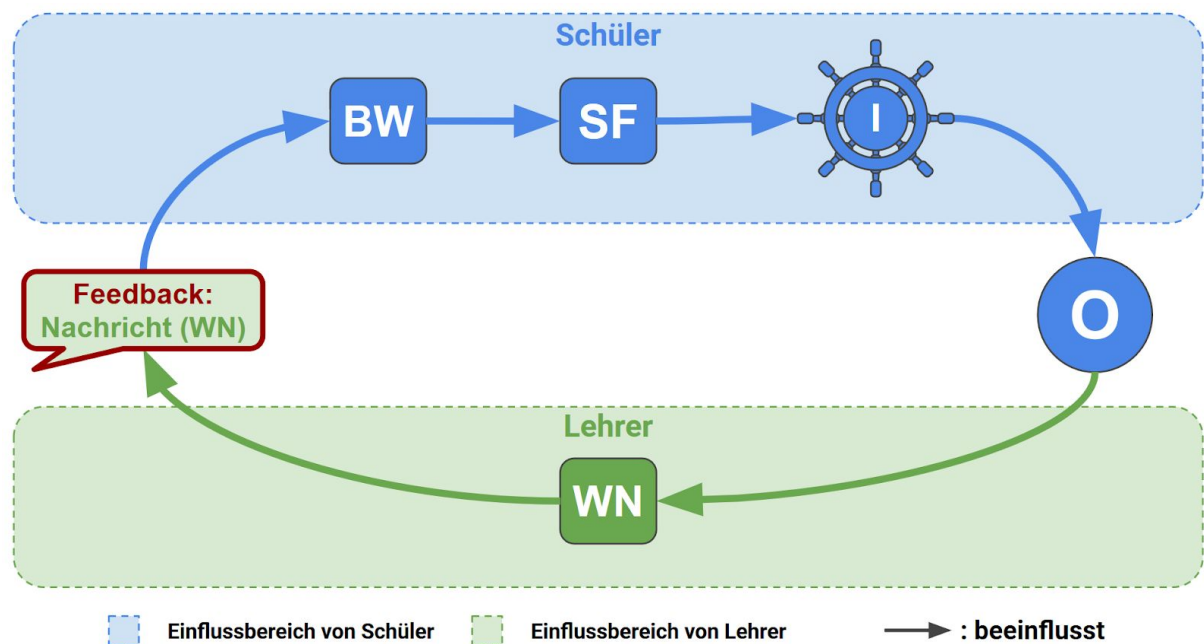 Schüler
BW
SF
I
Feedback:
Nachricht (WN)
O
Lehrer
WN
Einflussbereich von Schüler
Einflussbereich von Lehrer
: beeinflusst